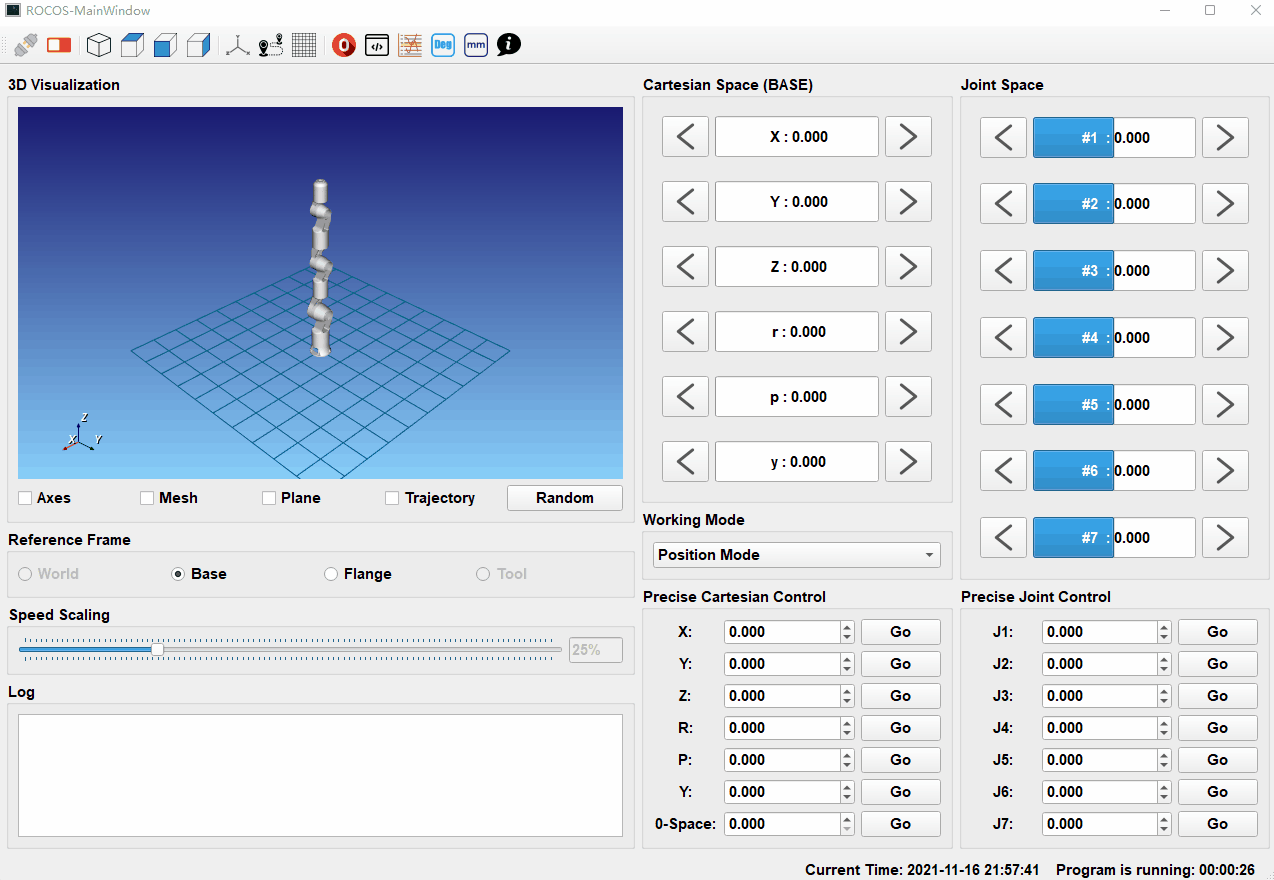 ROCOS-MainWindow
Deg
mm
3D Visualization
Z
X
Y
Axes
Mesh
Plane
Trajectory
Random
Reference Frame
World
Base
Flange
Tool
Speed Scaling
25%
Log
Cartesian Space (BASE)
X : 0.000
Y : 0.000
Z : 0.000
r : 0.000
p : 0.000
y : 0.000
Working Mode
Position Mode
Precise Cartesian Control
X: 0.000 Go
Y: 0.000 Go
Z: 0.000 Go
R: 0.000 Go
P: 0.000 Go
Y: 0.000 Go
0-Space: 0.000 Go
Joint Space
#1 : 0.000
#2 : 0.000
#3 : 0.000
#4 : 0.000
#5 : 0.000
#6 : 0.000
#7 : 0.000
Precise Joint Control
J1: 0.000 Go
J2: 0.000 Go
J3: 0.000 Go
J4: 0.000 Go
J5: 0.000 Go
J6: 0.000 Go
J7: 0.000 Go
Current Time: 2021-11-16 21:57:41 Program is running: 00:00:26